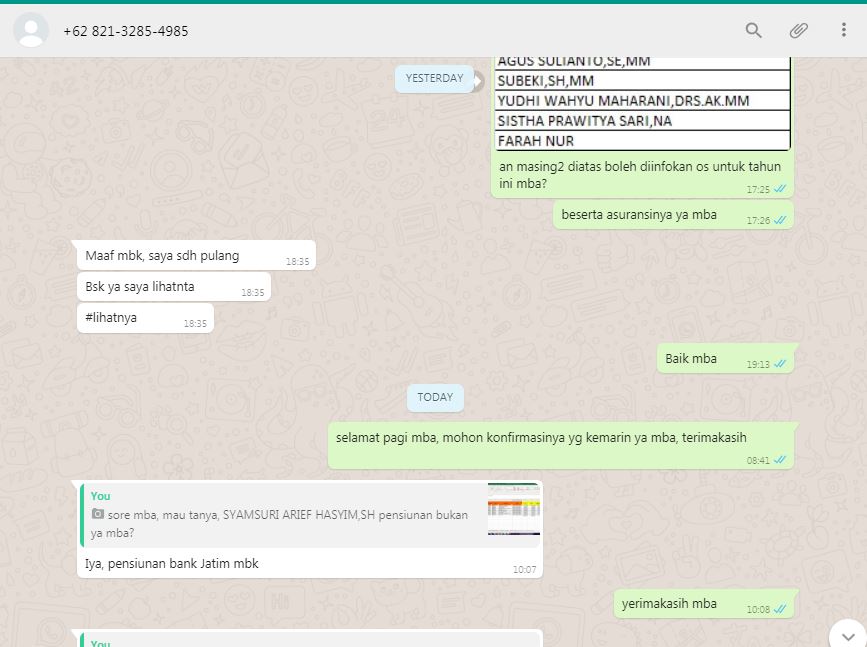 +62 821-3285-4985
YESTERDAY
AGUS SULIANTO,SE,MM
SUBEKI,SH,MM
YUDHI WAHYU MAHARANI,DRS.AK.MM
SISTHA PRAWITYA SARI,NA
FARAH NUR
an masing2 diatas boleh diinfokan os untuk tahun
ini mba?
17:25
beserta asuransinya ya mba
17:26
Maaf mbk, saya sdh pulang
18:35
Bsk ya saya lihatnta
18:35
#lihatnya
18:35
Baik mba
19:13
TODAY
selamat pagi mba, mohon konfirmasinya yg kemarin ya mba, terimakasih
08:41
You
sore mba, mau tanya, SYAMSURI ARIEF HASYIM,SH pensiunan bukan
ya mba?
Iya, pensiunan bank Jatim mbk
10:07
yerimakasih mba
10:08
You